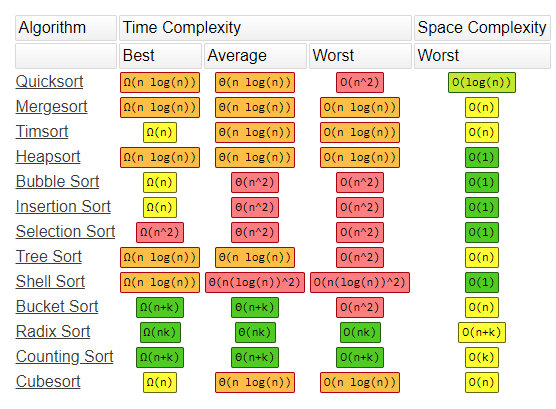 Algorithm Time Complexity Space Complexity
Best Average Worst Worst
Quicksort Ω(n log(n)) Θ(n log(n)) O(n^2) O(log(n))
Mergesort Ω(n log(n)) Θ(n log(n)) O(n log(n)) O(n)
Timsort Ω(n) Θ(n log(n)) O(n log(n)) O(n)
Heapsort Ω(n log(n)) Θ(n log(n)) O(n log(n)) O(1)
Bubble Sort Ω(n) Θ(n^2) O(n^2) O(1)
Insertion Sort Ω(n) Θ(n^2) O(n^2) O(1)
Selection Sort Ω(n^2) Θ(n^2) O(n^2) O(1)
Tree Sort Ω(n log(n)) Θ(n log(n)) O(n^2) O(n)
Shell Sort Ω(n log(n)) Θ(n(log(n))^2) O(n(log(n))^2) O(1)
Bucket Sort Ω(n+k) Θ(n+k) O(n^2) O(n)
Radix Sort Ω(nk) Θ(nk) O(nk) O(n+k)
Counting Sort Ω(n+k) Θ(n+k) O(n+k) O(k)
Cubesort Ω(n) Θ(n log(n)) O(n log(n)) O(n)